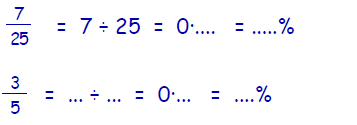 7/25 = 7 ÷ 25 = 0·.... = .....%
3/5 = ... ÷ ... = 0·... = ....%